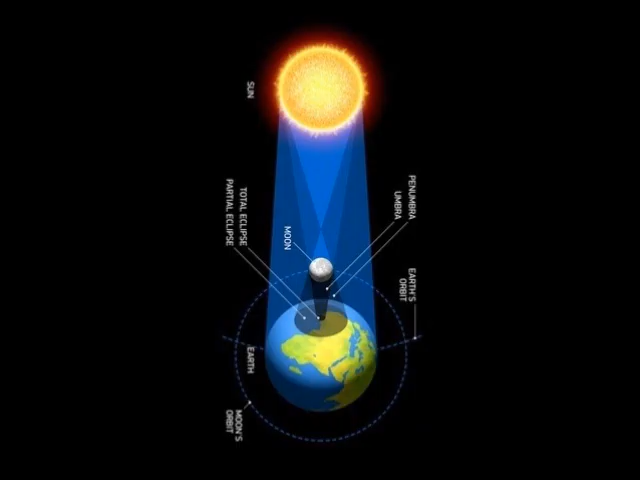 PENUMBRA
UMBRA
EARTH'S
ORBIT
MOON
SUN
TOTAL ECLIPSE
PARTIAL ECLIPSE
EARTH
MOON'S
ORBIT